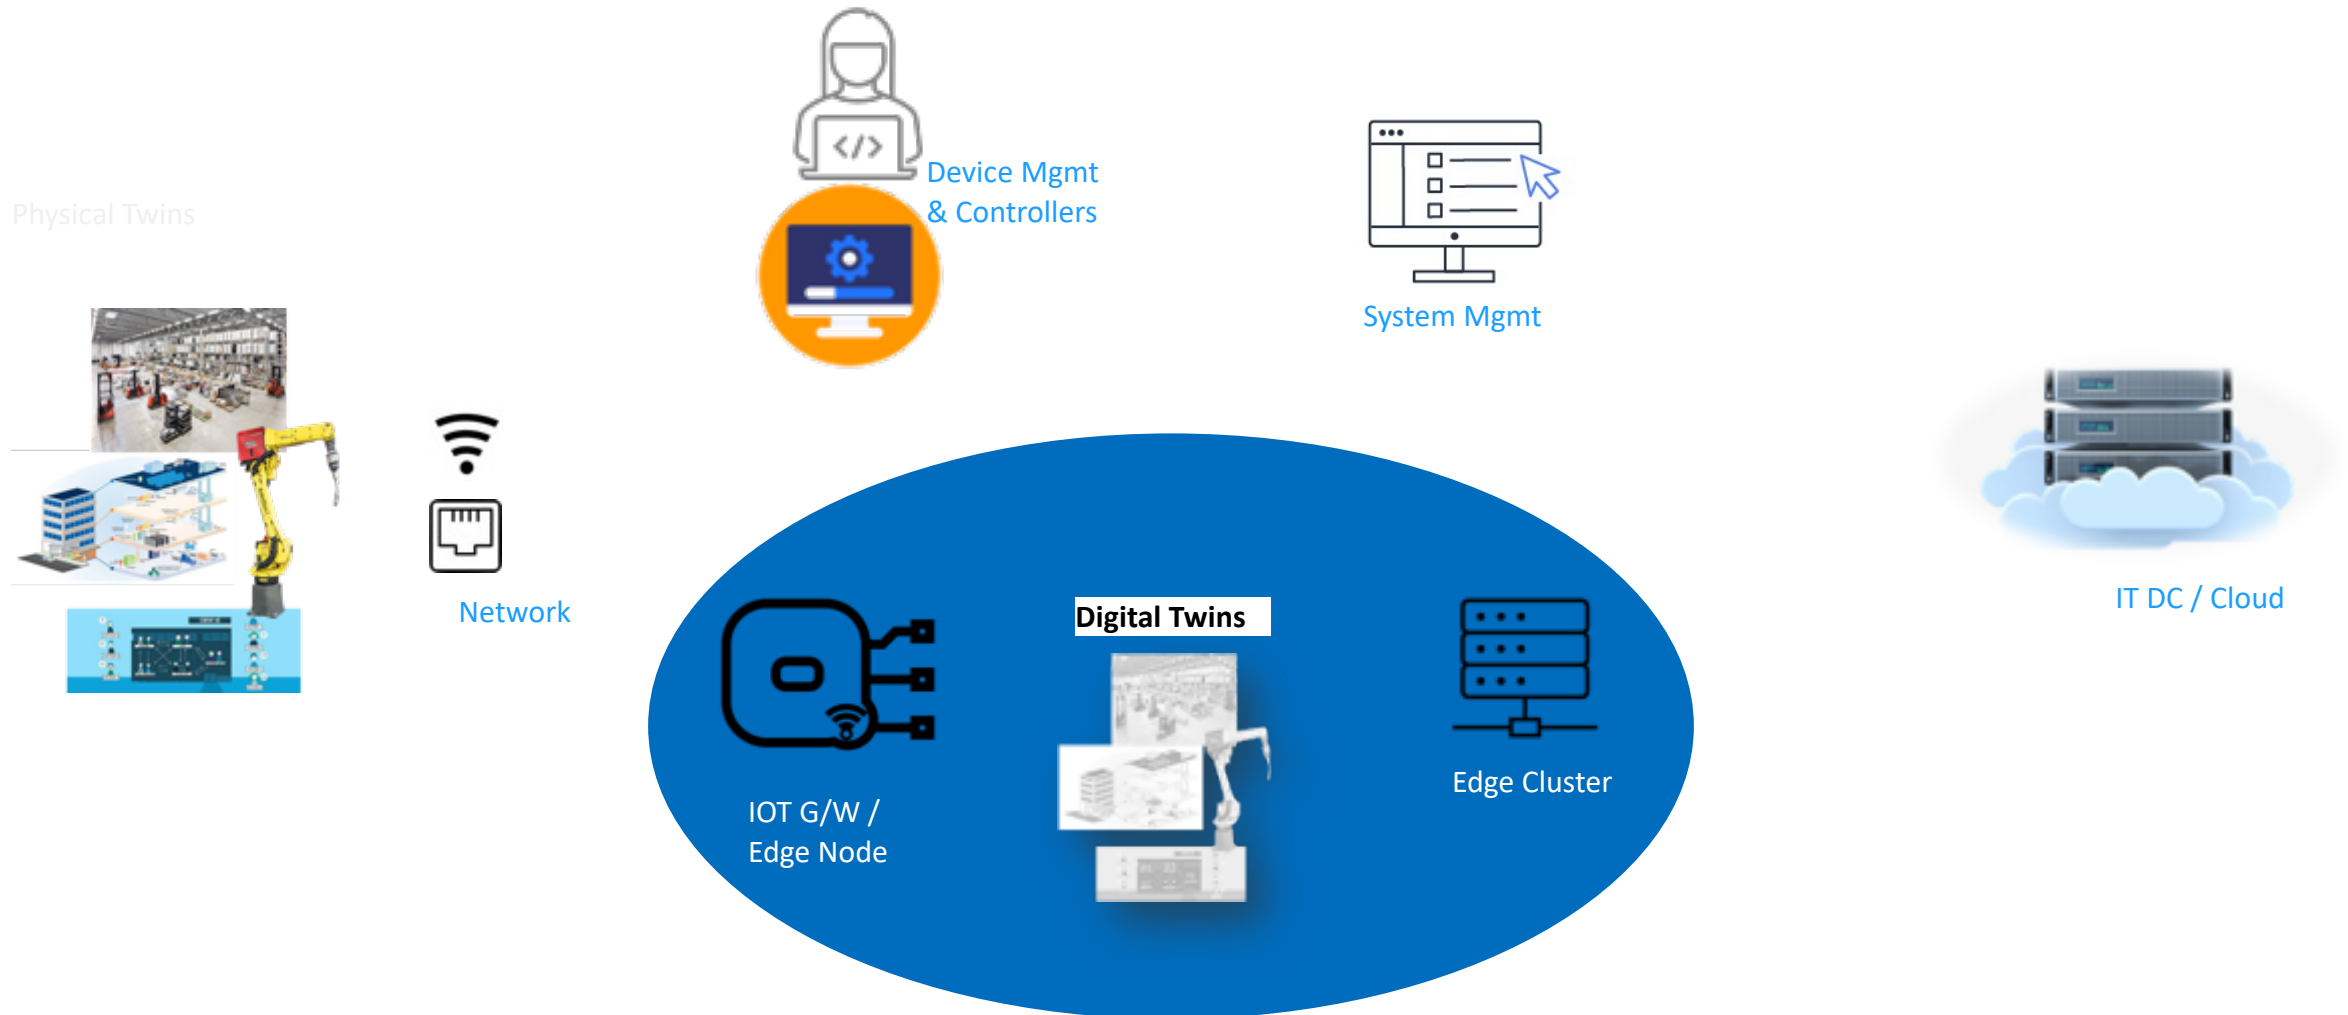 Physical Twins
</>
Device Mgmt
& Controllers
System Mgmt
Network
IT DC / Cloud
Digital Twins
IOT G/W /
Edge Node
Edge Cluster